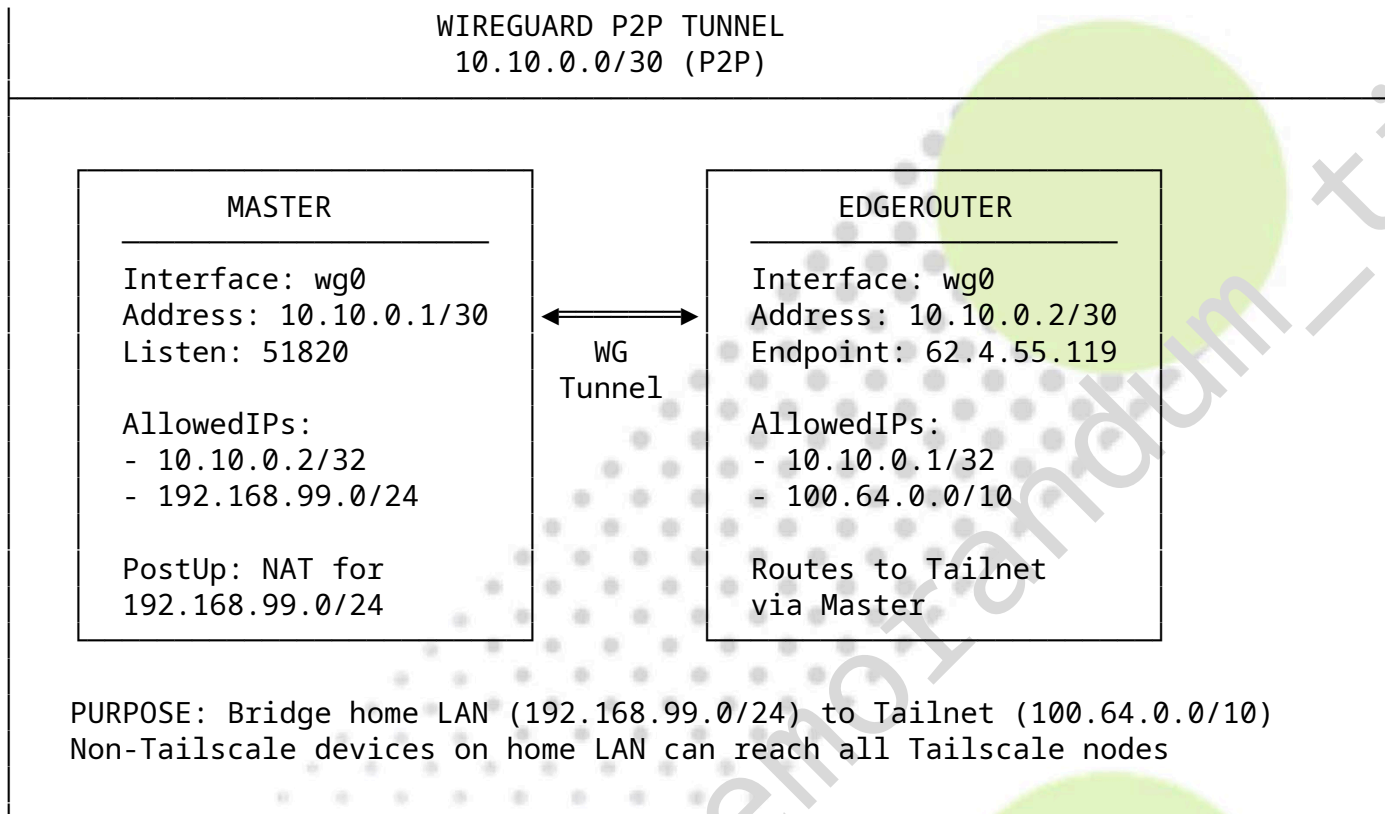 WIREGUARD P2P TUNNEL
10.10.0.0/30 (P2P)
MASTER
Interface: wg0
Address: 10.10.0.1/30
Listen: 51820
AllowedIPs:
- 10.10.0.2/32
- 192.168.99.0/24
PostUp: NAT for
192.168.99.0/24
WG
Tunnel
EDGEROUTER
Interface: wg0
Address: 10.10.0.2/30
Endpoint: 62.4.55.119
AllowedIPs:
- 10.10.0.1/32
- 100.64.0.0/10
Routes to Tailnet
via Master
PURPOSE: Bridge home LAN (192.168.99.0/24) to Tailnet (100.64.0.0/10)
Non-Tailscale devices on home LAN can reach all Tailscale nodes